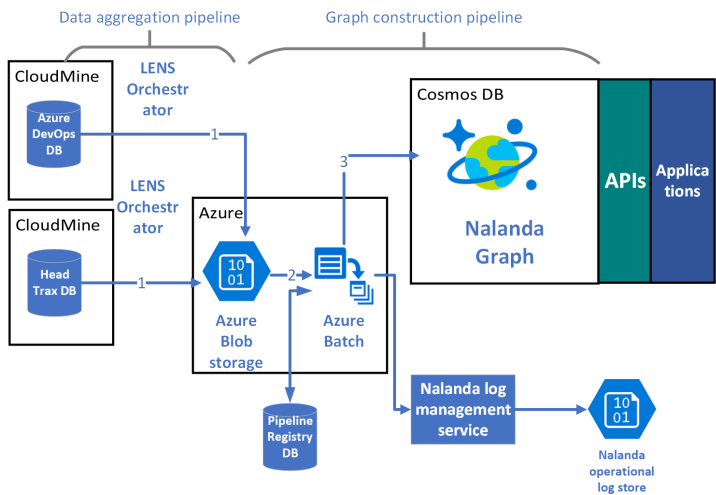 Data aggregation pipeline
Graph construction pipeline
CloudMine
Azure
DevOps
DB
LENS
Orchestr
ator
1
CloudMine
Head
Trax DB
LENS
Orchestr
ator
1
Azure
10
01
Azure
Blob
storage
2
Azure
Batch
3
Cosmos DB
Nalanda
Graph
APIs
Applica
tions
Pipeline
Registry
DB
Nalanda log
management
service
10
01
Nalanda
operational
log store